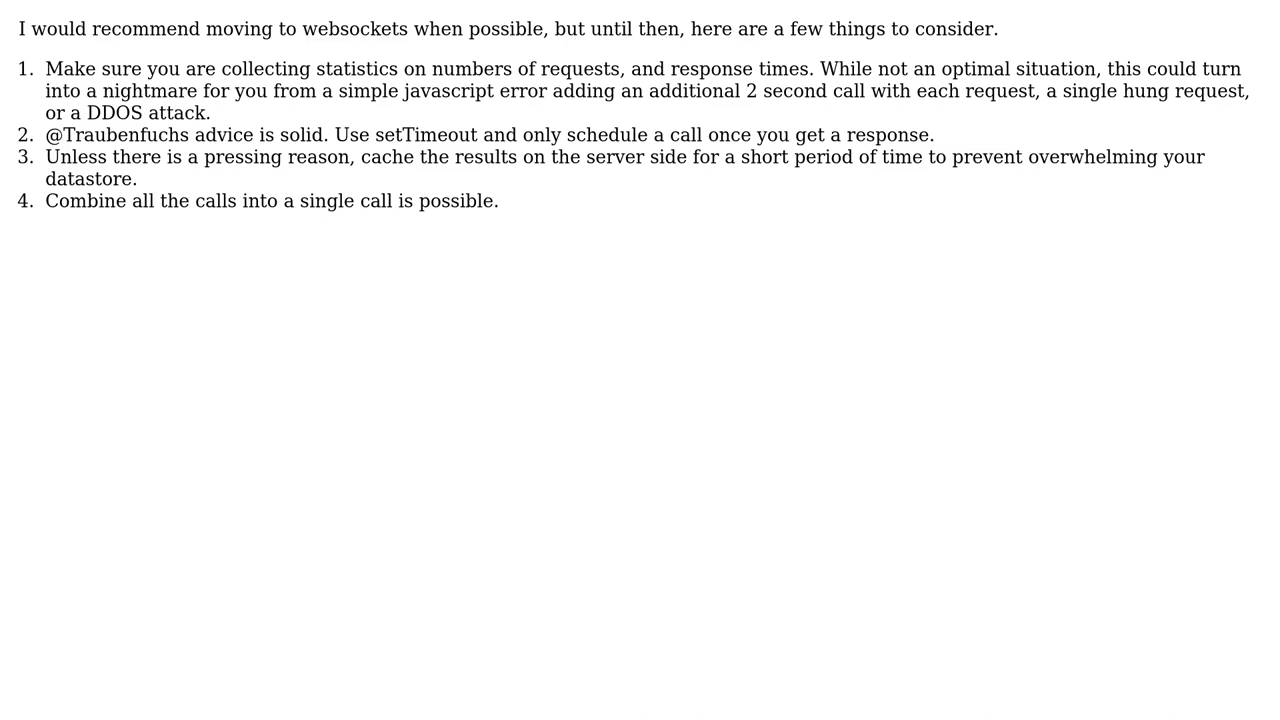 I would recommend moving to websockets when possible, but until then, here are a few things to consider.
1. Make sure you are collecting statistics on numbers of requests, and response times. While not an optimal situation, this could turn
into a nightmare for you from a simple javascript error adding an additional 2 second call with each request, a single hung request,
or a DDOS attack.
2. @Traubenfuchs advice is solid. Use setTimeout and only schedule a call once you get a response.
3. Unless there is a pressing reason, cache the results on the server side for a short period of time to prevent overwhelming your
datastore.
4. Combine all the calls into a single call is possible.